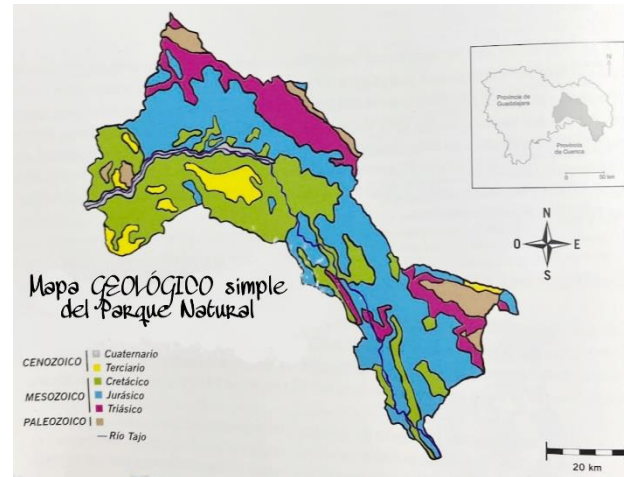 N
Provincia de
Guadalajara
Provincia
de Cuenca
0 50 km
N
O E
S
Mapa GEOLÓGICO simple
del Parque Natural
CENOZOICO
Cuaternario
Terciario
MESOZOICO
Cretácico
Jurásico
Triásico
PALEOZOICO
Río Tajo
20 km